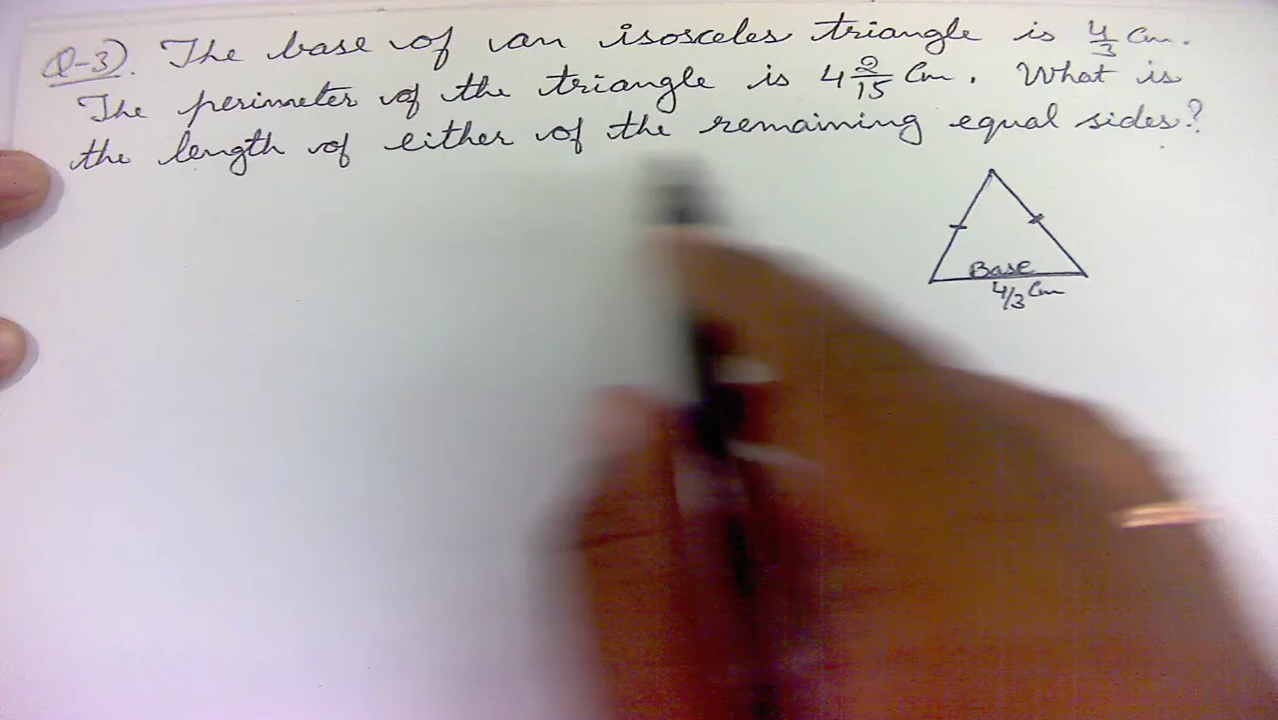 Q-3). The base of an isosceles triangle is 4/3 cm.
The perimeter of the triangle is 4 2/15 cm. What is
the length of either of the remaining equal sides?
Base
4/3 cm